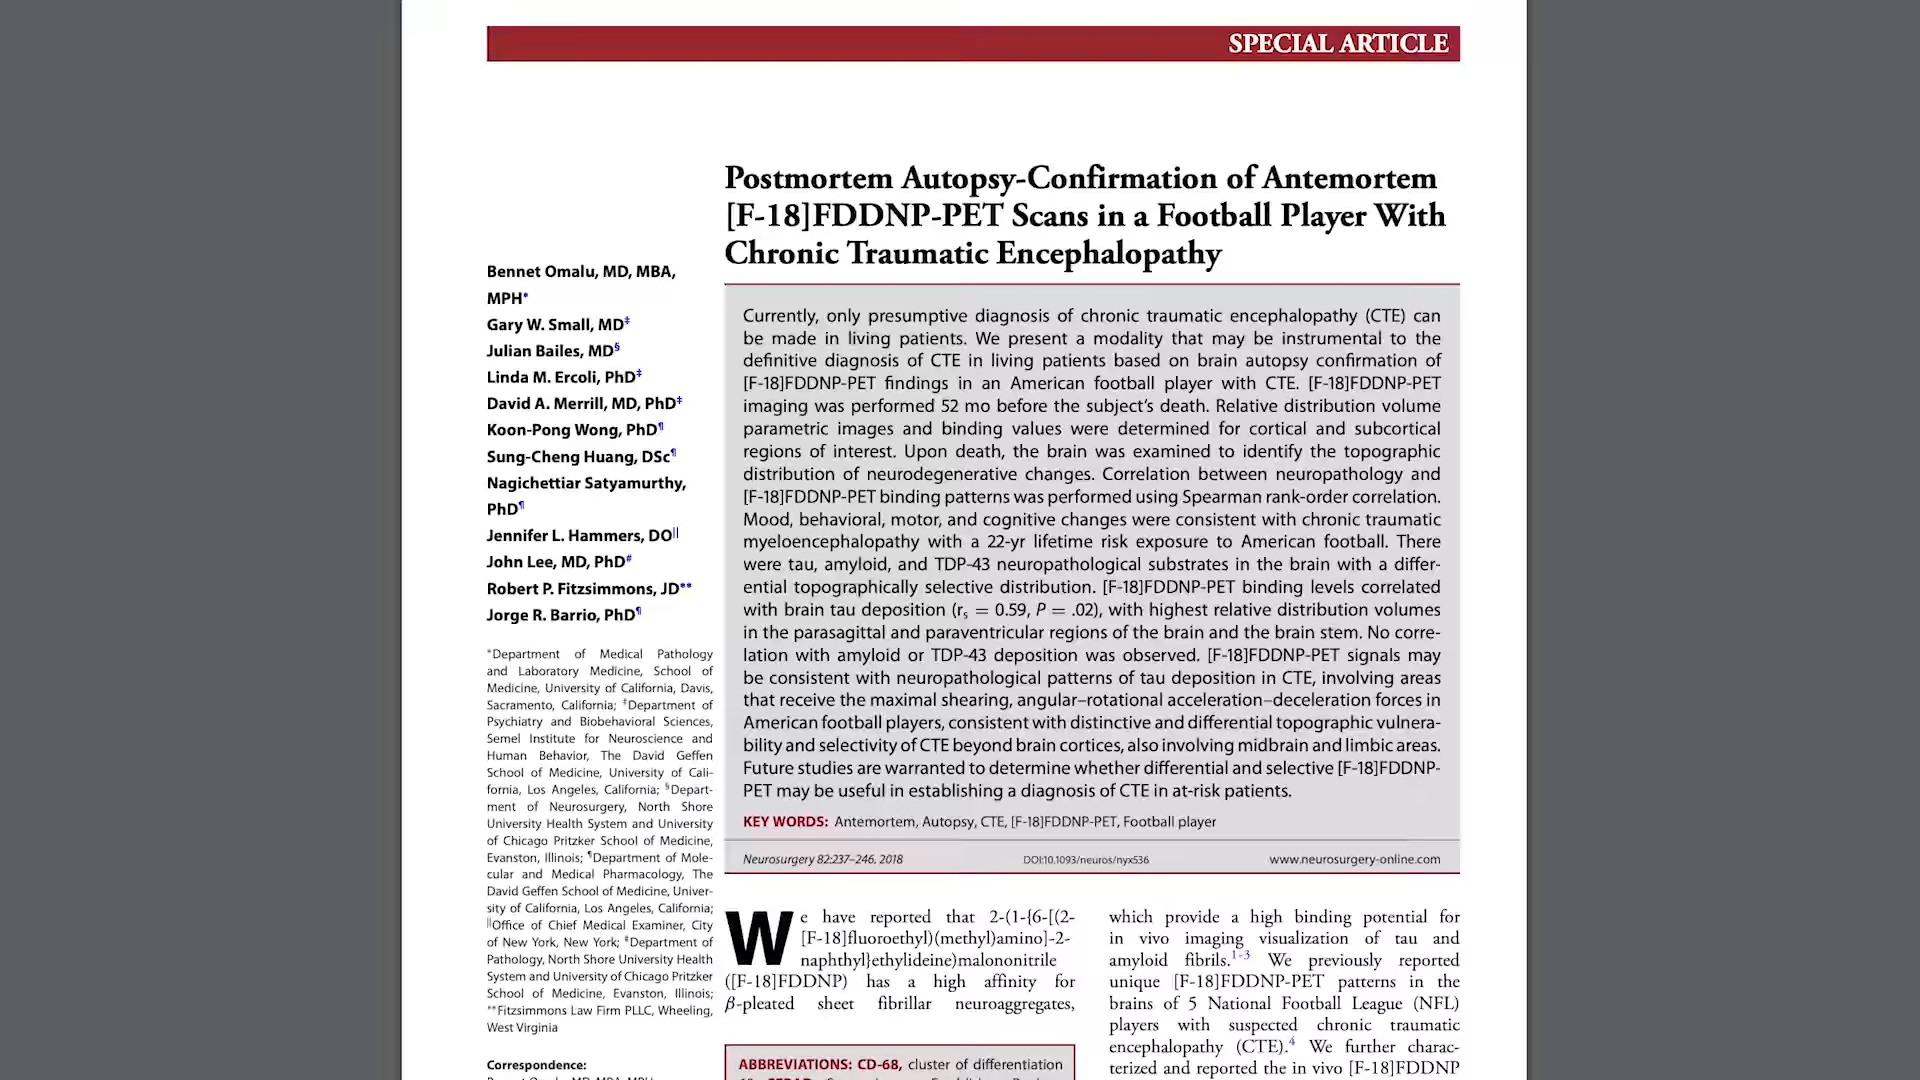 SPECIAL ARTICLE
Postmortem Autopsy-Confirmation of Antemortem
[F-18]FDDNP-PET Scans in a Football Player With
Chronic Traumatic Encephalopathy
Bennet Omalu, MD, MBA,
MPH*
Gary W. Small, MD‡
Julian Bailes, MD§
Linda M. Ercoli, PhD‡
David A. Merrill, MD, PhD‡
Koon-Pong Wong, PhD¶
Sung-Cheng Huang, DSc¶
Nagichettiar Satyamurthy,
PhD¶
Jennifer L. Hammers, DO||
John Lee, MD, PhD#
Robert P. Fitzsimmons, JD**
Jorge R. Barrio, PhD¶
*Department of Medical Pathology
and Laboratory Medicine, School of
Medicine, University of California, Davis,
Sacramento, California; ‡Department of
Psychiatry and Biobehavioral Sciences,
Semel Institute for Neuroscience and
Human Behavior, The David Geffen
School of Medicine, University of Cali-
fornia, Los Angeles, California; §Depart-
ment of Neurosurgery, North Shore
University Health System and University
of Chicago Pritzker School of Medicine,
Evanston, Illinois; ¶Department of Mole-
cular and Medical Pharmacology, The
David Geffen School of Medicine, Univer-
sity of California, Los Angeles, California;
||Office of Chief Medical Examiner, City
of New York, New York; #Department of
Pathology, North Shore University Health
System and University of Chicago Pritzker
School of Medicine, Evanston, Illinois;
**Fitzsimmons Law Firm PLLC, Wheeling,
West Virginia
Correspondence:
Currently, only presumptive diagnosis of chronic traumatic encephalopathy (CTE) can
be made in living patients. We present a modality that may be instrumental to the
definitive diagnosis of CTE in living patients based on brain autopsy confirmation of
[F-18]FDDNP-PET findings in an American football player with CTE. [F-18]FDDNP-PET
imaging was performed 52 mo before the subject's death. Relative distribution volume
parametric images and binding values were determined for cortical and subcortical
regions of interest. Upon death, the brain was examined to identify the topographic
distribution of neurodegenerative changes. Correlation between neuropathology and
[F-18]FDDNP-PET binding patterns was performed using Spearman rank-order correlation.
Mood, behavioral, motor, and cognitive changes were consistent with chronic traumatic
myeloencephalopathy with a 22-yr lifetime risk exposure to American football. There
were tau, amyloid, and TDP-43 neuropathological substrates in the brain with a differ-
ential topographically selective distribution. [F-18]FDDNP-PET binding levels correlated
with brain tau deposition (rs = 0.59, P = .02), with highest relative distribution volumes
in the parasagittal and paraventricular regions of the brain and the brain stem. No corre-
lation with amyloid or TDP-43 deposition was observed. [F-18]FDDNP-PET signals may
be consistent with neuropathological patterns of tau deposition in CTE, involving areas
that receive the maximal shearing, angular–rotational acceleration–deceleration forces in
American football players, consistent with distinctive and differential topographic vulnera-
bility and selectivity of CTE beyond brain cortices, also involving midbrain and limbic areas.
Future studies are warranted to determine whether differential and selective [F-18]FDDNP-
PET may be useful in establishing a diagnosis of CTE in at-risk patients.
KEY WORDS: Antemortem, Autopsy, CTE, [F-18]FDDNP-PET, Football player
Neurosurgery 82:237–246, 2018 DOI:10.1093/neuros/nyx536 www.neurosurgery-online.com
We have reported that 2-(1-{6-[(2-
[F-18]fluoroethyl)(methyl)amino]-2-
naphthyl}ethylideine)malononitrile
([F-18]FDDNP) has a high affinity for
β-pleated sheet fibrillar neuroaggregates,
ABBREVIATIONS: CD-68, cluster of differentiation
which provide a high binding potential for
in vivo imaging visualization of tau and
amyloid fibrils.1-3 We previously reported
unique [F-18]FDDNP-PET patterns in the
brains of 5 National Football League (NFL)
players with suspected chronic traumatic
encephalopathy (CTE).4 We further charac-
terized and reported the in vivo [F-18]FDDNP